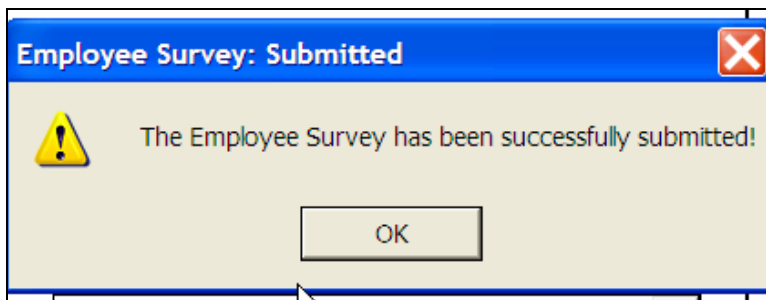 Employee Survey: Submitted
The Employee Survey has been successfully submitted!
OK